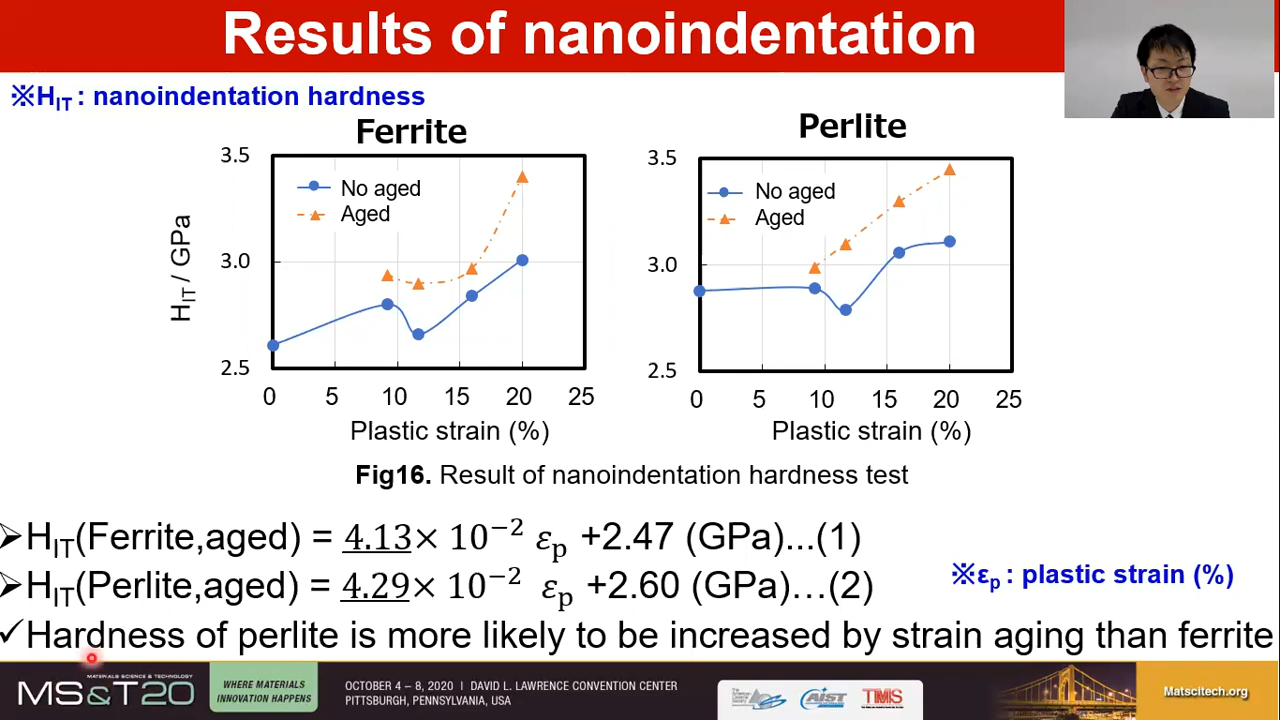 Results of nanoindentation
※H_IT : nanoindentation hardness
Ferrite
3.5
3.0
2.5
H_IT / GPa
No aged
Aged
0 5 10 15 20 25
Plastic strain (%)
Perlite
3.5
3.0
2.5
No aged
Aged
0 5 10 15 20 25
Plastic strain (%)
Fig16. Result of nanoindentation hardness test
➢H_IT(Ferrite,aged) = 4.13× 10⁻² ε_p +2.47 (GPa)...(1)
➢H_IT(Perlite,aged) = 4.29× 10⁻² ε_p +2.60 (GPa)…(2)
※ε_p : plastic strain (%)
✓Hardness of perlite is more likely to be increased by strain aging than ferrite
MATERIALS SCIENCE & TECHNOLOGY
MS&T20
WHERE MATERIALS
INNOVATION HAPPENS
OCTOBER 4 – 8, 2020 | DAVID L. LAWRENCE CONVENTION CENTER
PITTSBURGH, PENNSYLVANIA, USA
AIST
TMS
Matscitech.org